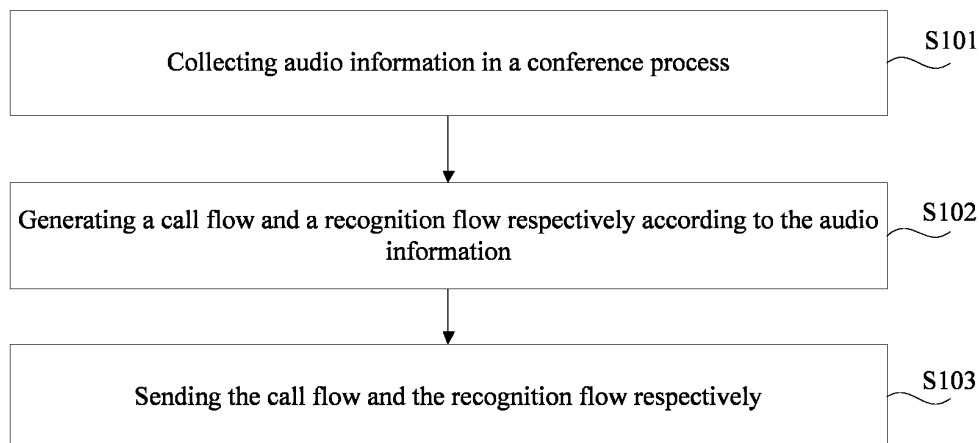 S101
Collecting audio information in a conference process
S102
Generating a call flow and a recognition flow respectively according to the audio
information
S103
Sending the call flow and the recognition flow respectively